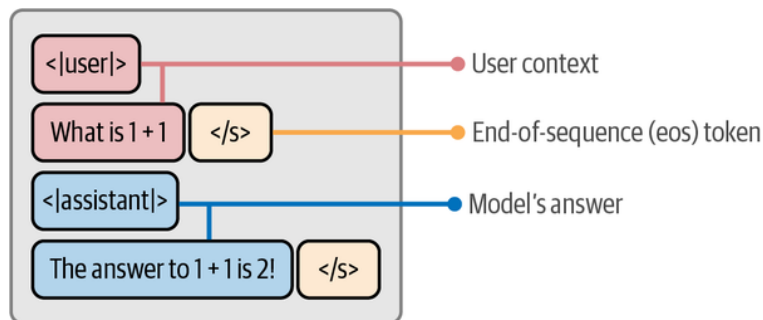 <|user|> User context
What is 1 + 1 </s> End-of-sequence (eos) token
<|assistant|> Model's answer
The answer to 1 + 1 is 2! </s>